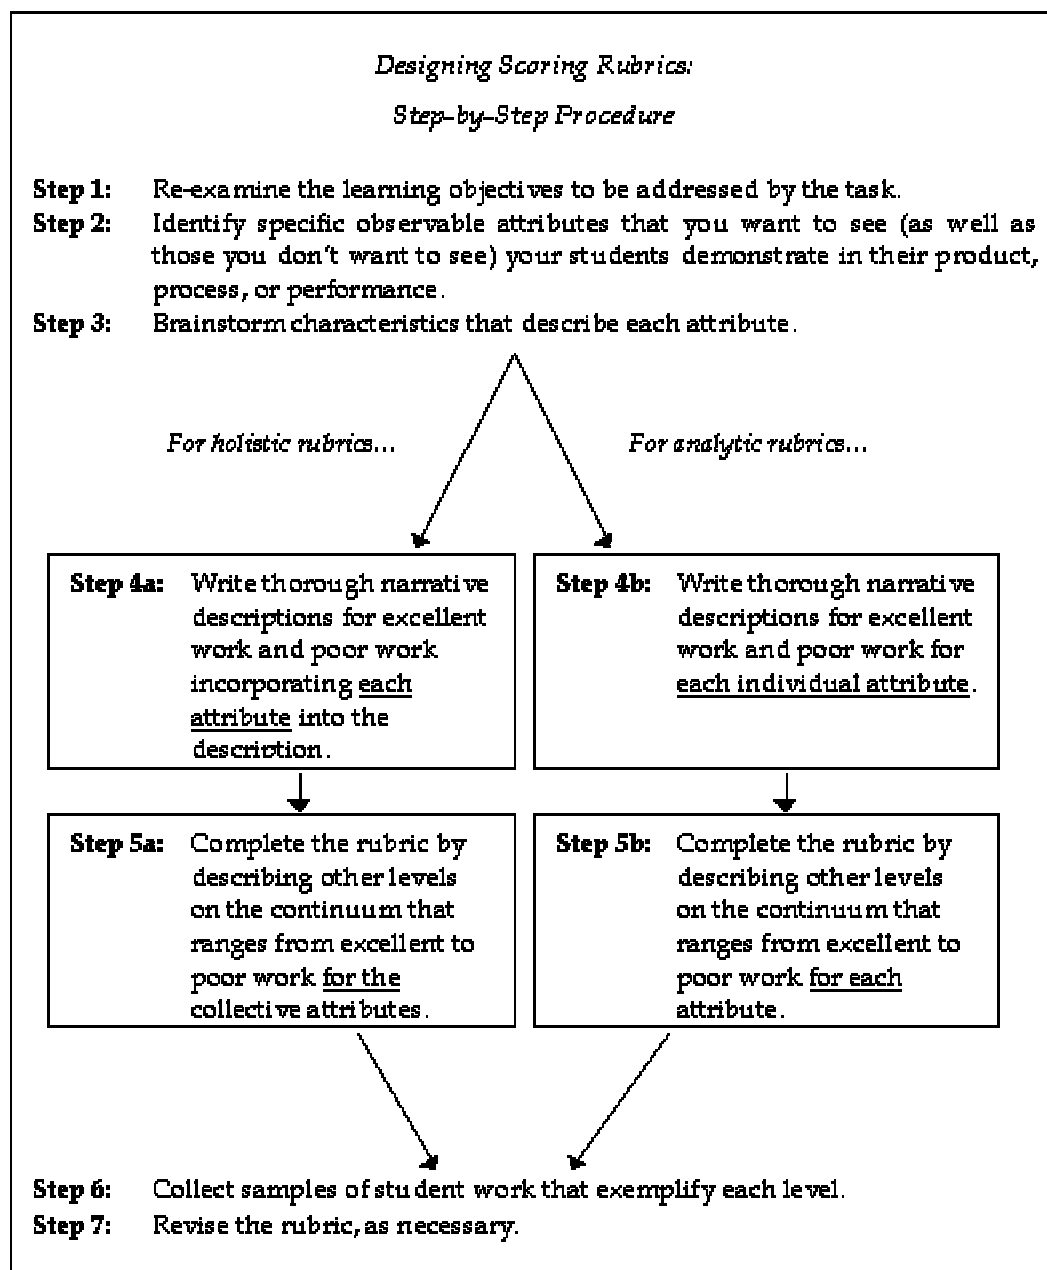 Designing Scoring Rubrics:
Step-by-Step Procedure
Step 1: Re-examine the learning objectives to be addressed by the task.
Step 2: Identify specific observable attributes that you want to see (as well as
those you don't want to see) your students demonstrate in their product,
process, or performance.
Step 3: Brainstorm characteristics that describe each attribute.
For holistic rubrics...
For analytic rubrics...
Step 4a: Write thorough narrative
descriptions for excellent
work and poor work
incorporating each
attribute into the
description.
Step 4b: Write thorough narrative
descriptions for excellent
work and poor work for
each individual attribute.
Step 5a: Complete the rubric by
describing other levels
on the continuum that
ranges from excellent to
poor work for the
collective attributes.
Step 5b: Complete the rubric by
describing other levels
on the continuum that
ranges from excellent to
poor work for each
attribute.
Step 6: Collect samples of student work that exemplify each level.
Step 7: Revise the rubric, as necessary.